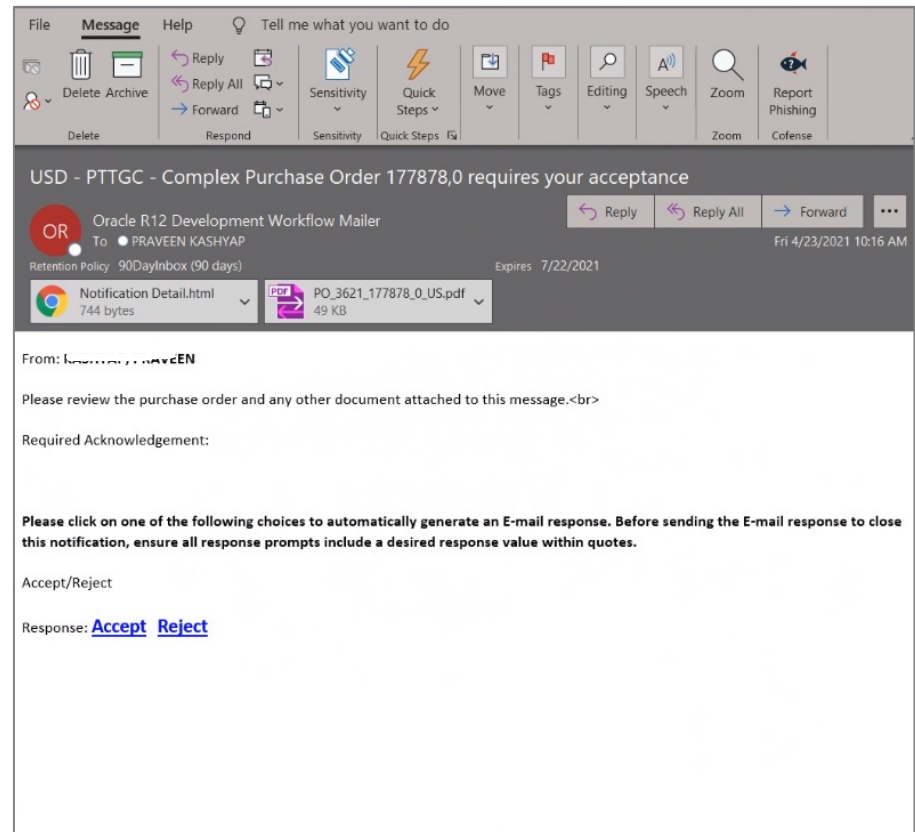 File Message Help Tell me what you want to do
Delete Archive
Reply
Reply All
Forward
Sensitivity
Quick Steps
Move
Tags
Editing
Speech
Zoom
Report Phishing
Delete Respond Sensitivity Quick Steps Zoom Cofense
USD - PTTGC - Complex Purchase Order 177878,0 requires your acceptance
Reply Reply All Forward
OR
Oracle R12 Development Workflow Mailer
To PRAVEEN KASHYAP
Fri 4/23/2021 10:16 AM
Retention Policy 90DayInbox (90 days) Expires 7/22/2021
Notification Detail.html
744 bytes
PDF
PO_3621_177878_0_US.pdf
49 KB
From:
Please review the purchase order and any other document attached to this message.<br>
Required Acknowledgement:
Please click on one of the following choices to automatically generate an E-mail response. Before sending the E-mail response to close
this notification, ensure all response prompts include a desired response value within quotes.
Accept/Reject
Response: Accept Reject